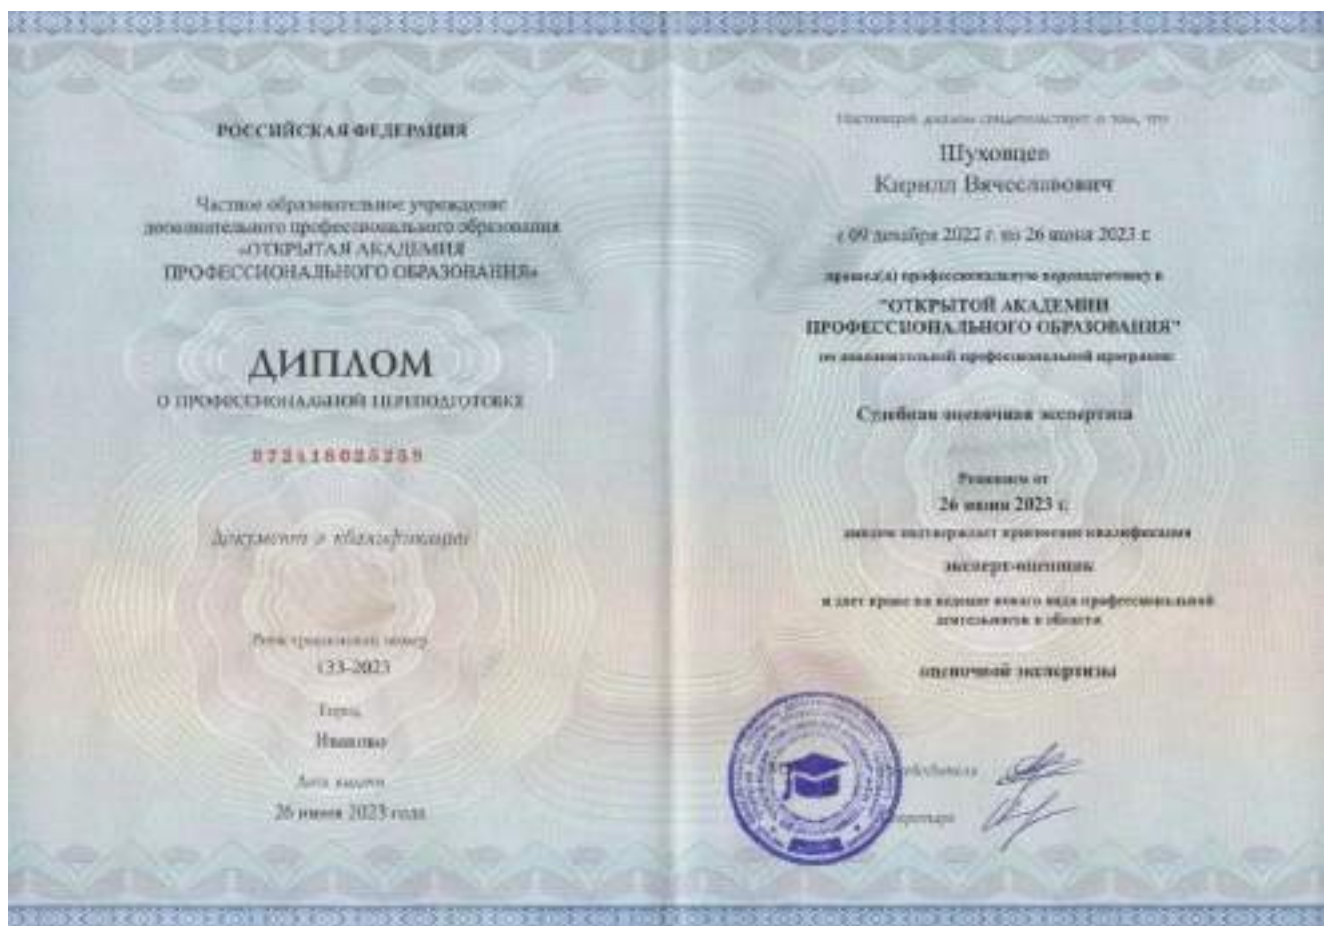 РОССИЙСКАЯ ФЕДЕРАЦИЯ
Частное образовательное учреждение
дополнительного профессионального образования
«ОТКРЫТАЯ АКАДЕМИЯ
ПРОФЕССИОНАЛЬНОГО ОБРАЗОВАНИЯ»
ДИПЛОМ
О ПРОФЕССИОНАЛЬНОЙ ПЕРЕПОДГОТОВКЕ
Документ о квалификации
Регистрационный номер
133-2023
Город
Иваново
Дата выдачи
26 июня 2023 года
Настоящий диплом свидетельствует о том, что
Шуховцев
Кирилл Вячеславович
с 09 декабря 2022 г. по 26 июня 2023 г.
прошел(а) профессиональную переподготовку в
"ОТКРЫТОЙ АКАДЕМИИ
ПРОФЕССИОНАЛЬНОГО ОБРАЗОВАНИЯ"
по дополнительной профессиональной программе
Судебная оценочная экспертиза
Решением от
26 июня 2023 г.
диплом подтверждает присвоение квалификации
эксперт-оценщик
и дает право на ведение нового вида профессиональной
деятельности в области
оценочной экспертизы